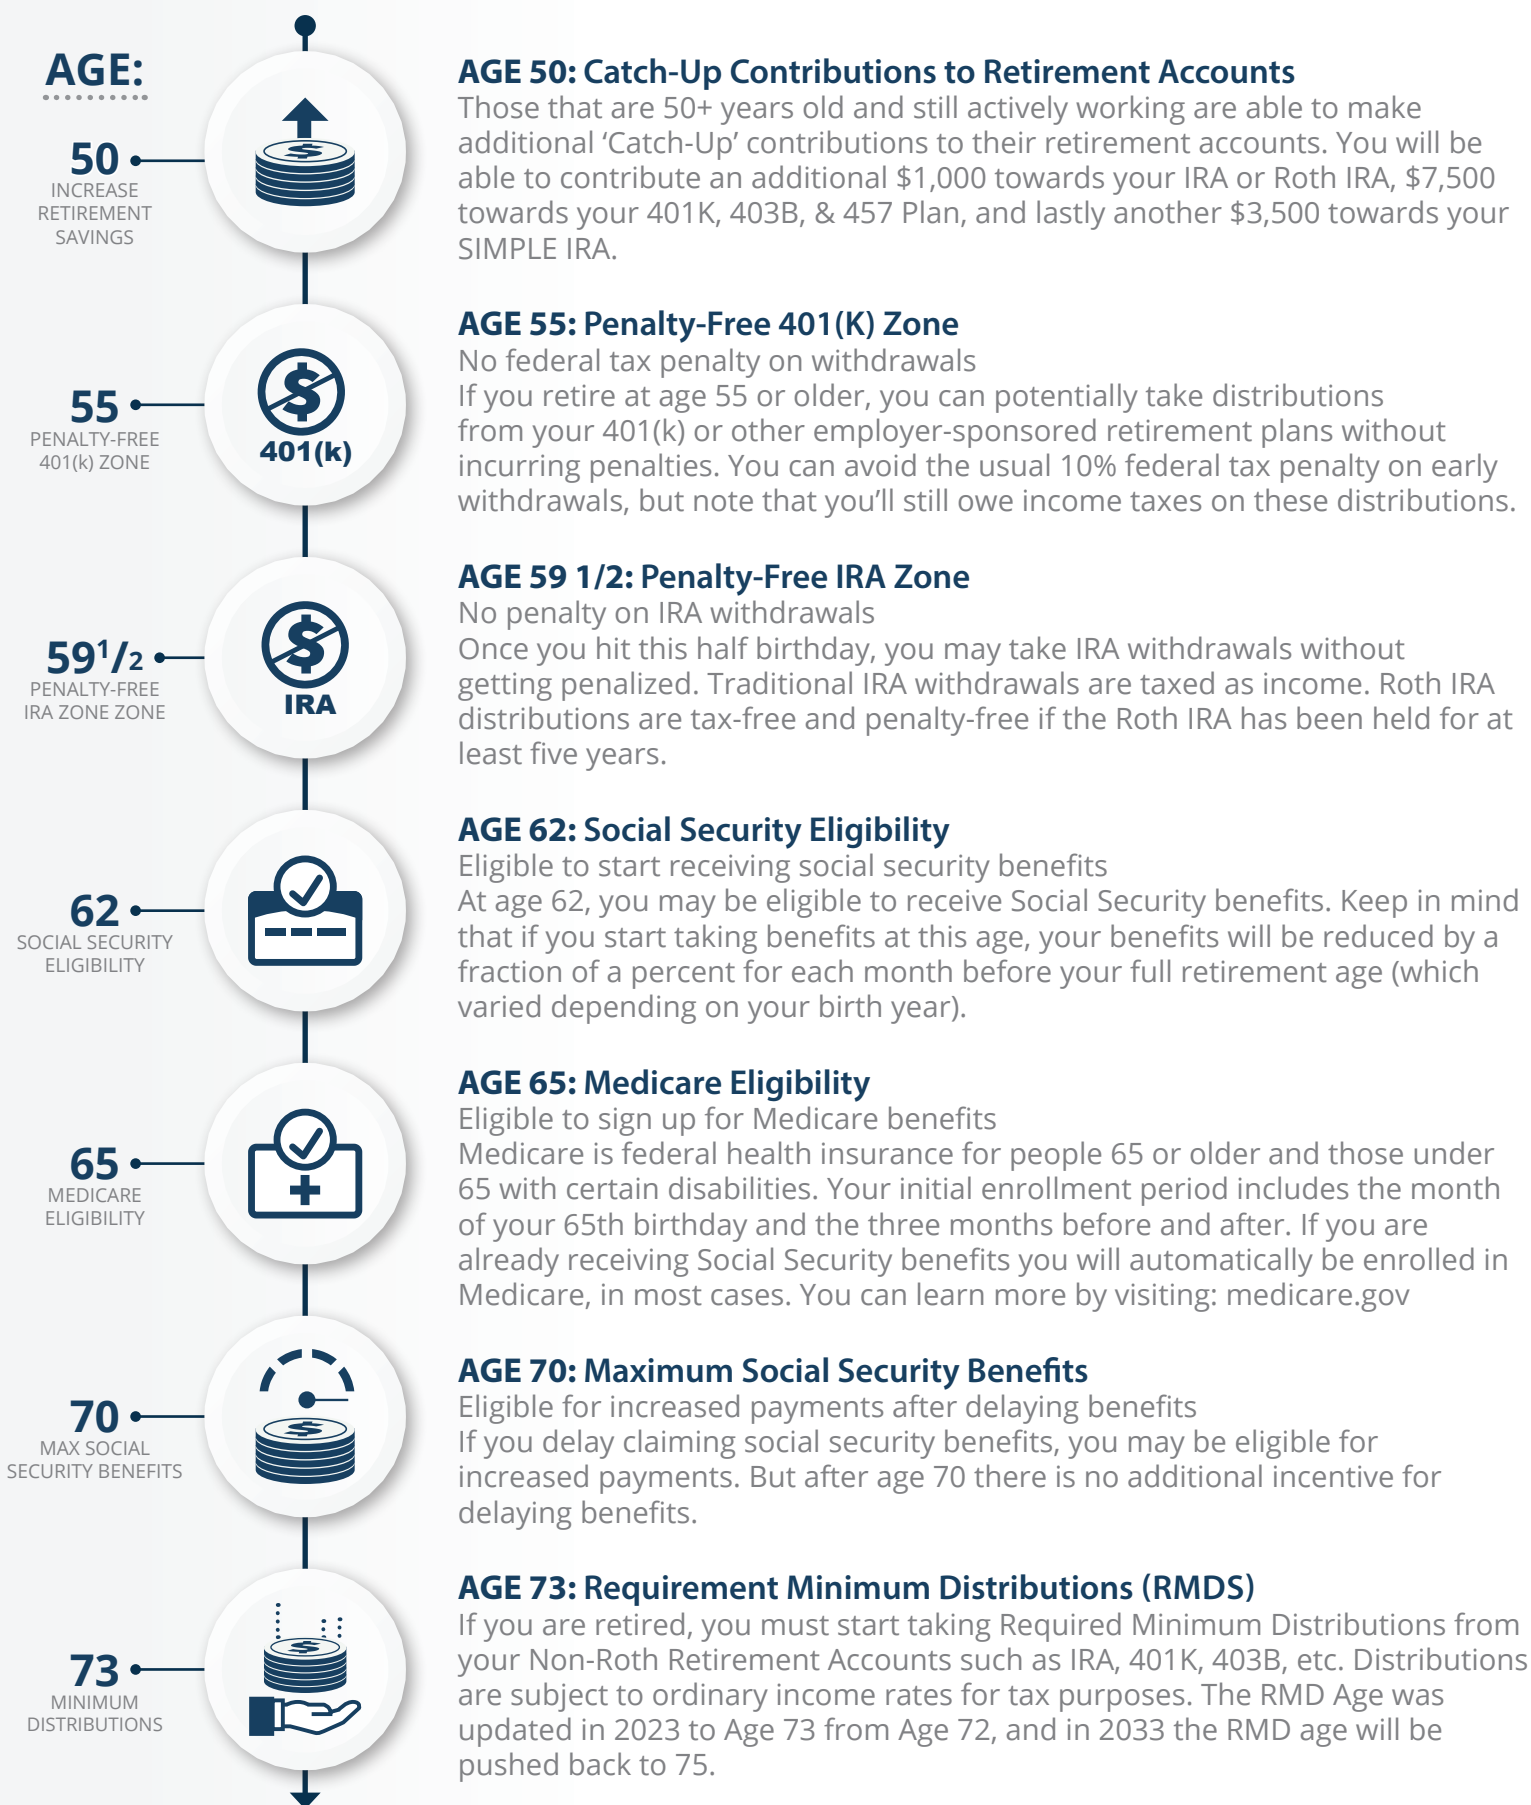 AGE:
50
INCREASE
RETIREMENT
SAVINGS
AGE 50: Catch-Up Contributions to Retirement Accounts
Those that are 50+ years old and still actively working are able to make
additional ‘Catch-Up’ contributions to their retirement accounts. You will be
able to contribute an additional $1,000 towards your IRA or Roth IRA, $7,500
towards your 401K, 403B, & 457 Plan, and lastly another $3,500 towards your
SIMPLE IRA.
55
PENALTY-FREE
401(k) ZONE
$
401(k)
AGE 55: Penalty-Free 401(K) Zone
No federal tax penalty on withdrawals
If you retire at age 55 or older, you can potentially take distributions
from your 401(k) or other employer-sponsored retirement plans without
incurring penalties. You can avoid the usual 10% federal tax penalty on early
withdrawals, but note that you’ll still owe income taxes on these distributions.
59 1/2
PENALTY-FREE
IRA ZONE ZONE
$
IRA
AGE 59 1/2: Penalty-Free IRA Zone
No penalty on IRA withdrawals
Once you hit this half birthday, you may take IRA withdrawals without
getting penalized. Traditional IRA withdrawals are taxed as income. Roth IRA
distributions are tax-free and penalty-free if the Roth IRA has been held for at
least five years.
62
SOCIAL SECURITY
ELIGIBILITY
AGE 62: Social Security Eligibility
Eligible to start receiving social security benefits
At age 62, you may be eligible to receive Social Security benefits. Keep in mind
that if you start taking benefits at this age, your benefits will be reduced by a
fraction of a percent for each month before your full retirement age (which
varied depending on your birth year).
65
MEDICARE
ELIGIBILITY
AGE 65: Medicare Eligibility
Eligible to sign up for Medicare benefits
Medicare is federal health insurance for people 65 or older and those under
65 with certain disabilities. Your initial enrollment period includes the month
of your 65th birthday and the three months before and after. If you are
already receiving Social Security benefits you will automatically be enrolled in
Medicare, in most cases. You can learn more by visiting: medicare.gov
70
MAX SOCIAL
SECURITY BENEFITS
$
AGE 70: Maximum Social Security Benefits
Eligible for increased payments after delaying benefits
If you delay claiming social security benefits, you may be eligible for
increased payments. But after age 70 there is no additional incentive for
delaying benefits.
73
MINIMUM
DISTRIBUTIONS
$
AGE 73: Requirement Minimum Distributions (RMDS)
If you are retired, you must start taking Required Minimum Distributions from
your Non-Roth Retirement Accounts such as IRA, 401K, 403B, etc. Distributions
are subject to ordinary income rates for tax purposes. The RMD Age was
updated in 2023 to Age 73 from Age 72, and in 2033 the RMD age will be
pushed back to 75.